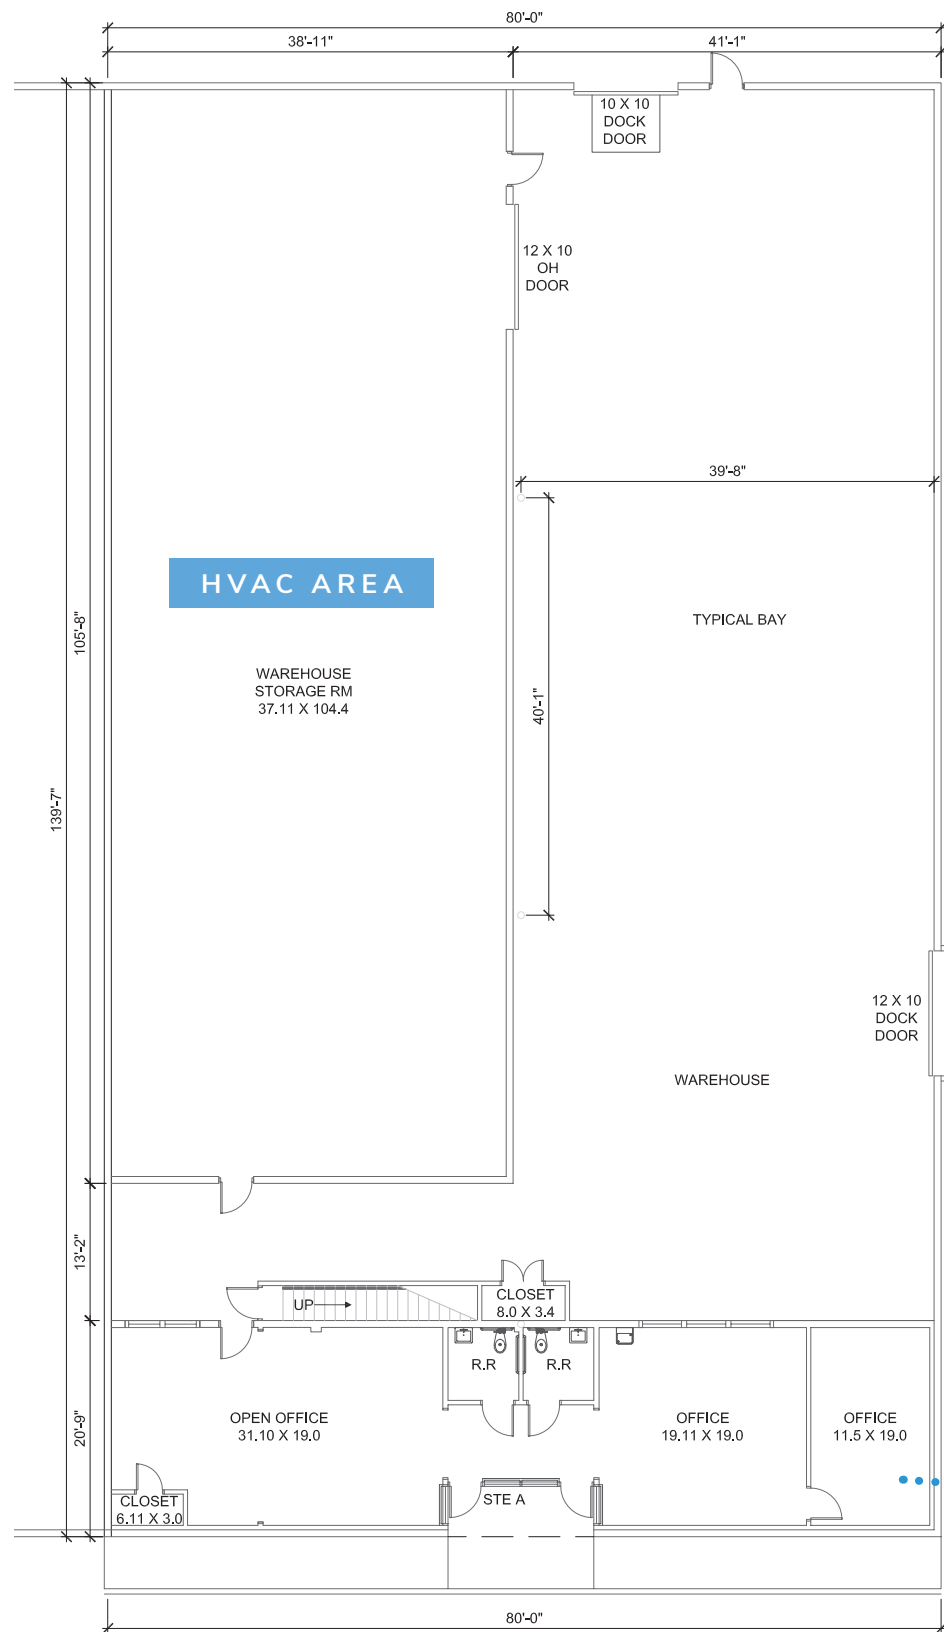 80'-0"
38'-11"
41'-1"
10 X 10
DOCK
DOOR
12 X 10
OH
DOOR
39'-8"
HVAC AREA
TYPICAL BAY
105'-8"
WAREHOUSE
STORAGE RM
37.11 X 104.4
40'-1"
139'-7"
12 X 10
DOCK
DOOR
WAREHOUSE
13'-2"
UP
CLOSET
8.0 X 3.4
R.R
R.R
20'-9"
OPEN OFFICE
31.10 X 19.0
OFFICE
19.11 X 19.0
OFFICE
11.5 X 19.0
CLOSET
6.11 X 3.0
STE A
80'-0"